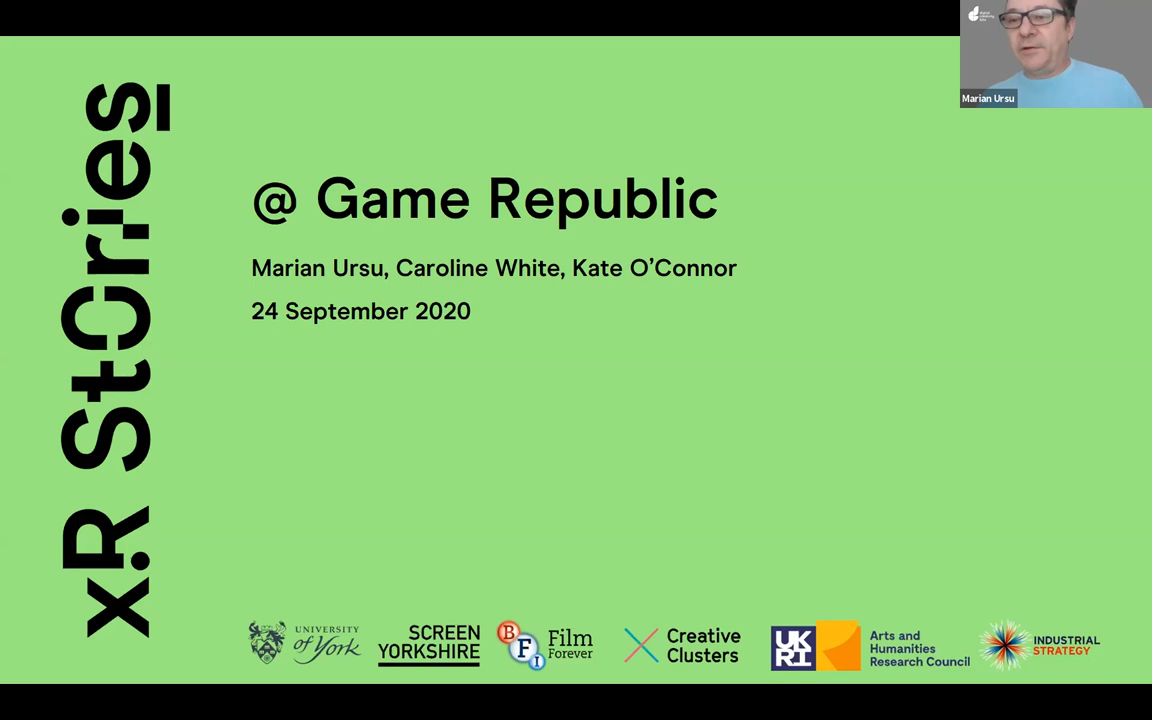 Marian Ursu
x.R StOries
@ Game Republic
Marian Ursu, Caroline White, Kate O’Connor
24 September 2020
UNIVERSITY
of York
SCREEN
YORKSHIRE
BFI
Film
Forever
Creative
Clusters
UK
RI
Arts and
Humanities
Research Council
INDUSTRIAL
STRATEGY